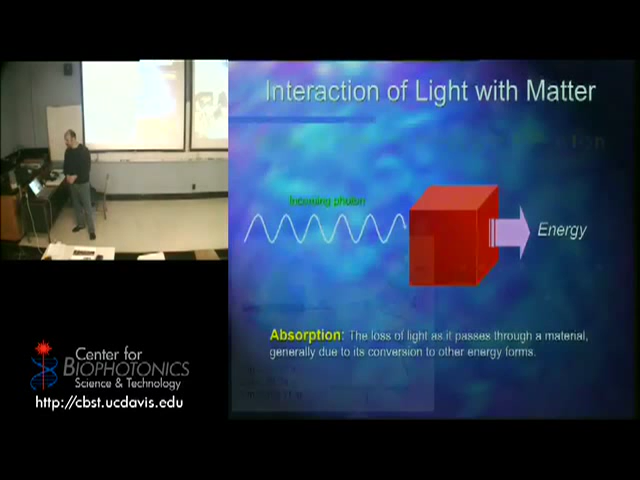 Interaction of Light with Matter
Incoming photon
Energy
Absorption: The loss of light as it passes through a material,
generally due to its conversion to other energy forms.
Center for
BIOPHOTONICS
Science & Technology
http://cbst.ucdavis.edu